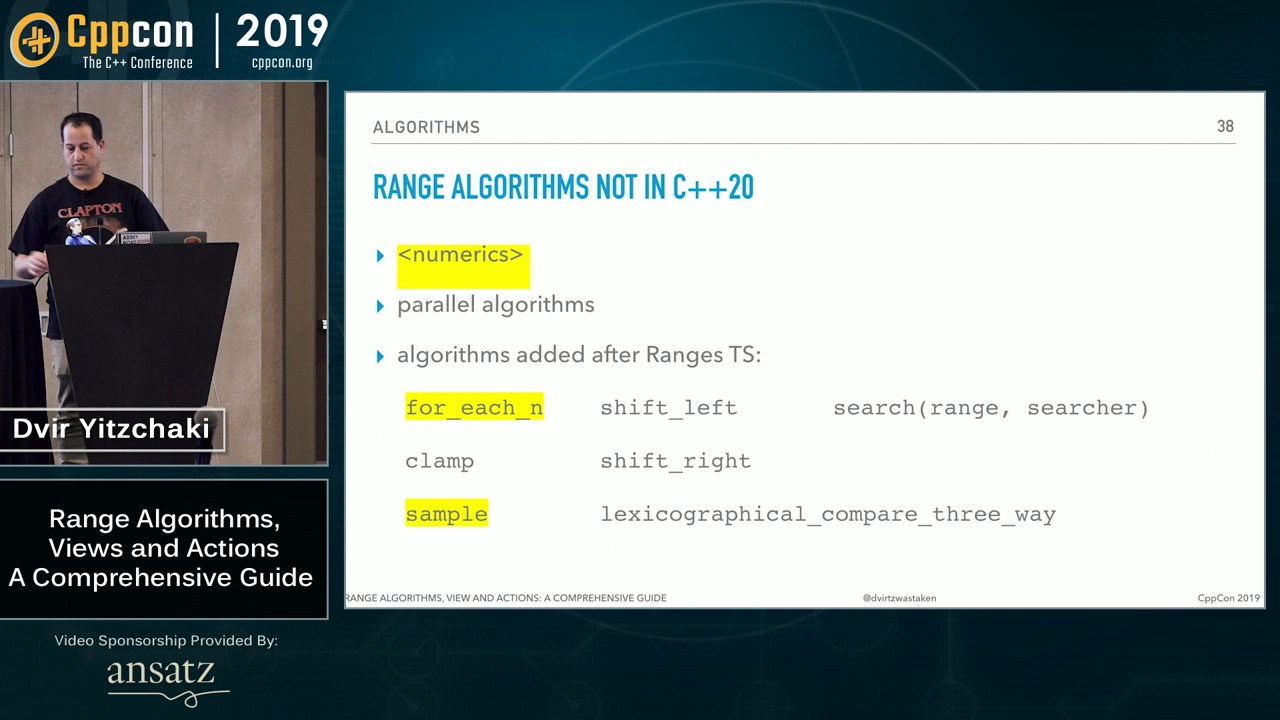 Cppcon | 2019
The C++ Conference
cppcon.org
ALGORITHMS
38
RANGE ALGORITHMS NOT IN C++20
<numerics>
parallel algorithms
algorithms added after Ranges TS:
for_each_n shift_left search(range, searcher)
clamp shift_right
sample lexicographical_compare_three_way
RANGE ALGORITHMS, VIEW AND ACTIONS: A COMPREHENSIVE GUIDE
@dvirtzwastaken
CppCon 2019
CLAPTON
Dvir Yitzchaki
Range Algorithms,
Views and Actions
A Comprehensive Guide
Video Sponsorship Provided By:
ansatz